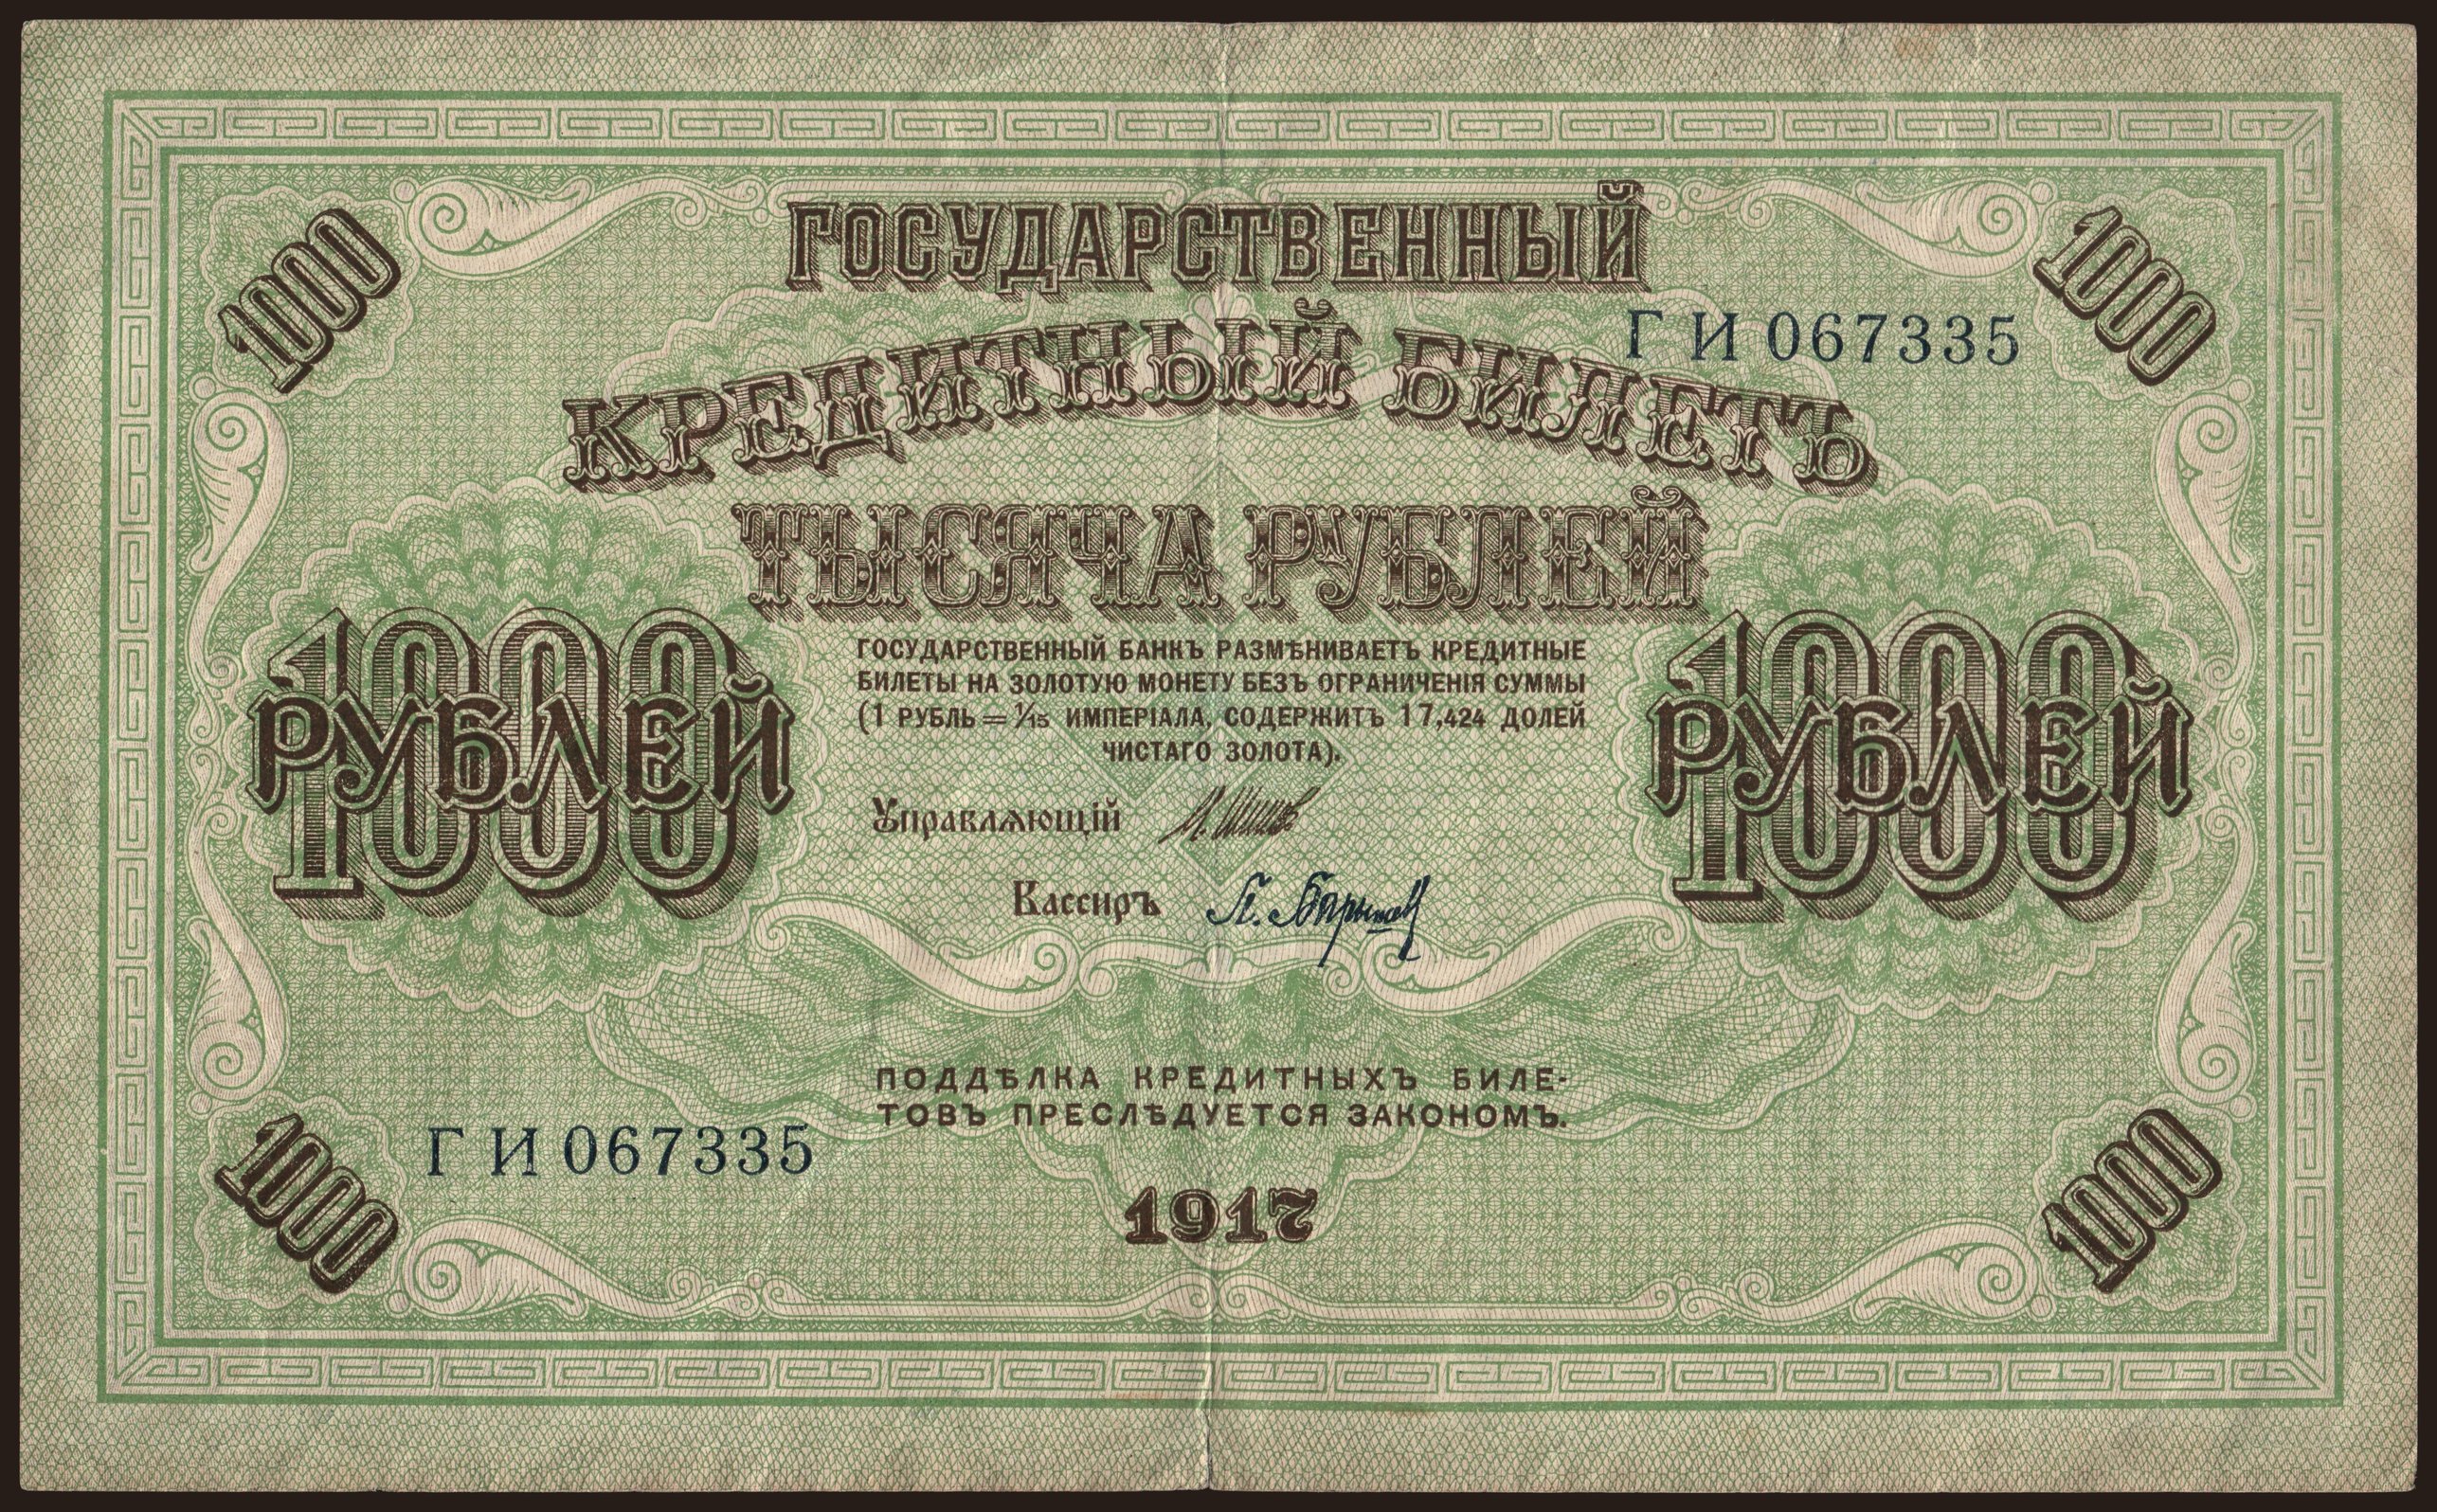 1000
ГОСУДАРСТВЕННЫЙ
1000
ГИ 067335
КРЕДИТНЫЙ БИЛЕТЪ
ТЫСЯЧА РУБЛЕЙ
1000
РУБЛЕЙ
ГОСУДАРСТВЕННЫЙ БАНКЪ РАЗМѢНИВАЕТЪ КРЕДИТНЫЕ
БИЛЕТЫ НА ЗОЛОТУЮ МОНЕТУ БЕЗЪ ОГРАНИЧЕНІЯ СУММЫ
(1 РУБЛЬ = 1/15 ИМПЕРІАЛА, СОДЕРЖИТЪ 17,424 ДОЛЕЙ
ЧИСТАГО ЗОЛОТА).
1000
РУБЛЕЙ
Управляющій
Кассиръ
ПОДДѢЛКА КРЕДИТНЫХЪ БИЛЕ-
ТОВЪ ПРЕСЛѢДУЕТСЯ ЗАКОНОМЪ.
ГИ 067335
1000
1917
1000